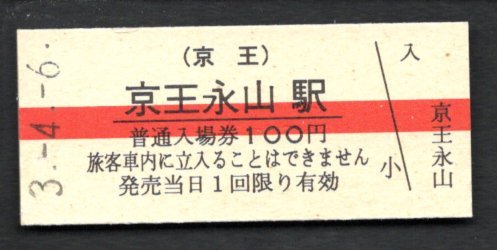 3.-4.-6
（京王）
京王永山駅
普通入場券100円
旅客車内に立入ることはできません
発売当日1回限り有効
小
入
京王永山